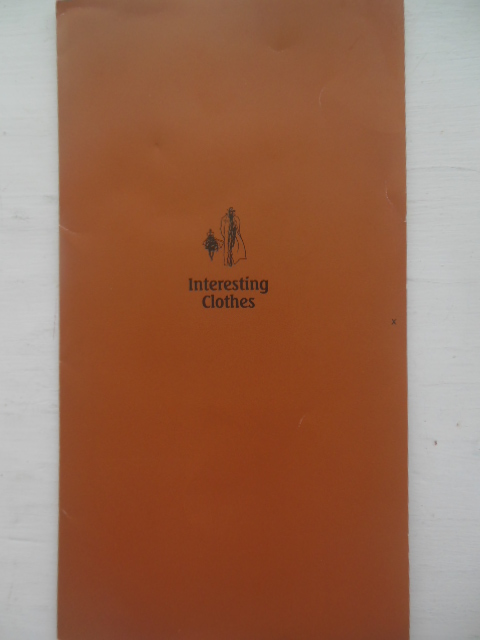 Interesting
Clothes
x
x